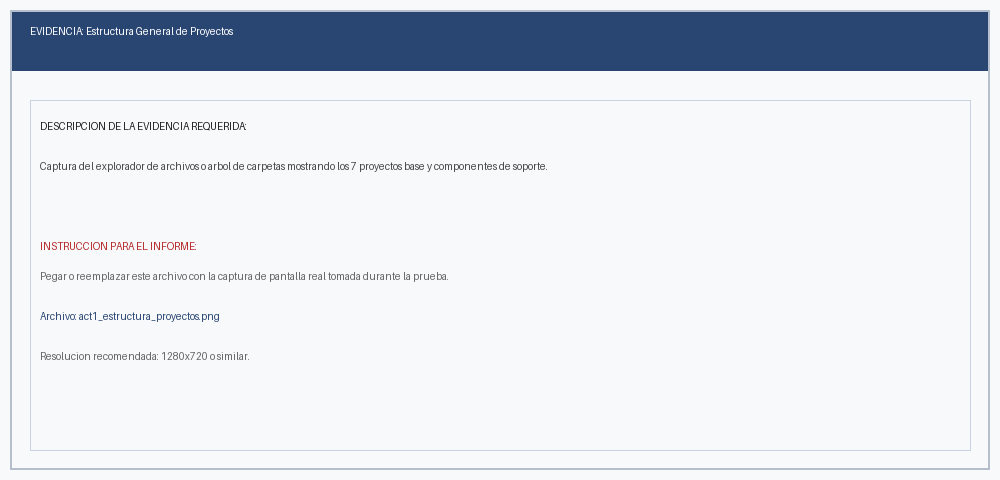 EVIDENCIA: Estructura General de Proyectos
DESCRIPCION DE LA EVIDENCIA REQUERIDA:
Captura del explorador de archivos o arbol de carpetas mostrando los 7 proyectos base y componentes de soporte.
INSTRUCCION PARA EL INFORME:
Pegar o reemplazar este archivo con la captura de pantalla real tomada durante la prueba.
Archivo: act1_estructura_proyectos.png
Resolucion recomendada: 1280x720 o similar.